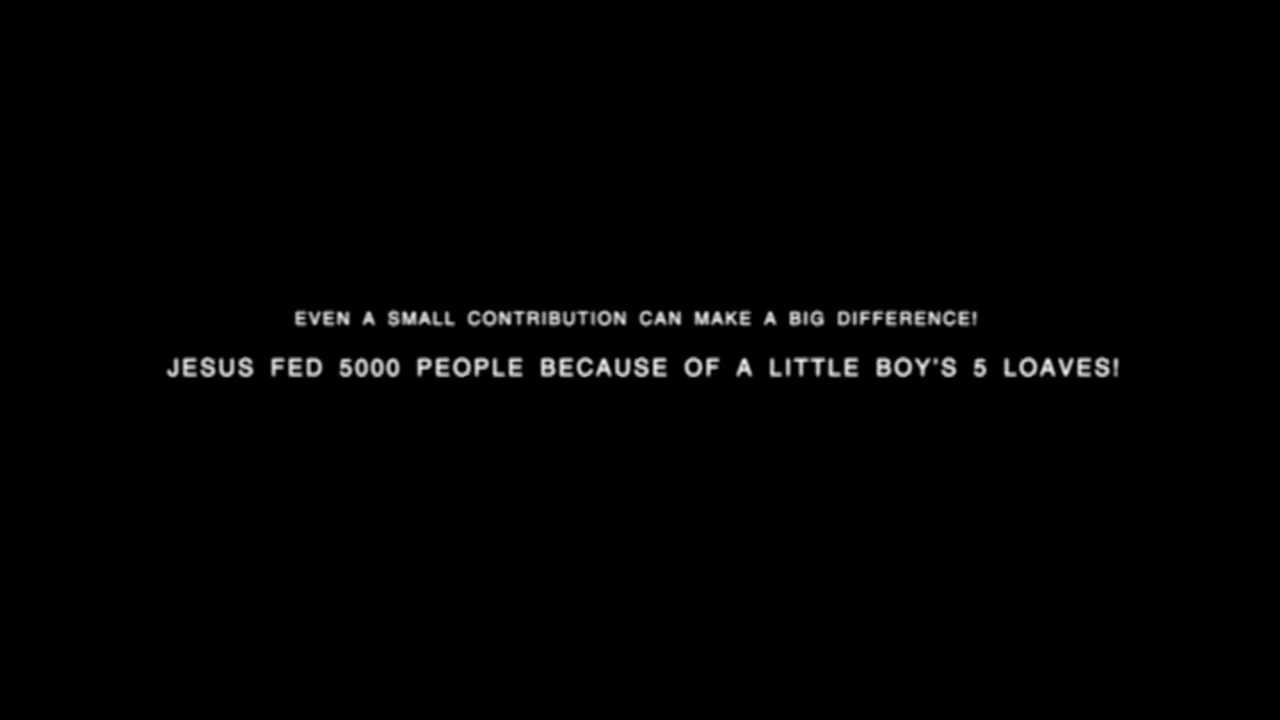 EVEN A SMALL CONTRIBUTION CAN MAKE A BIG DIFFERENCE!
JESUS FED 5000 PEOPLE BECAUSE OF A LITTLE BOY'S 5 LOAVES!